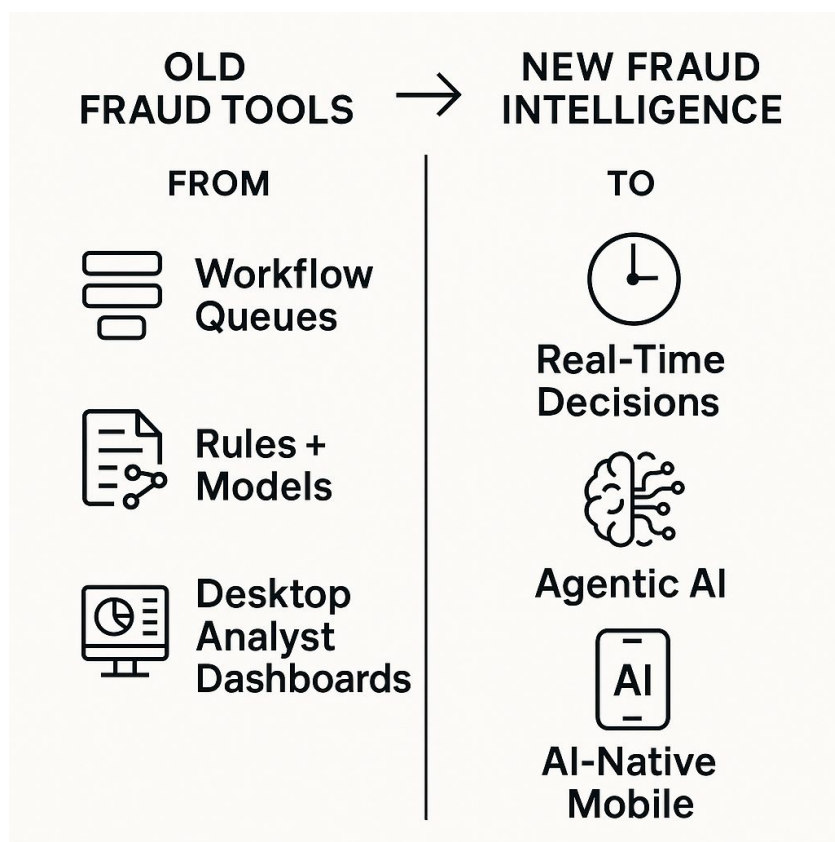 OLD
FRAUD TOOLS
NEW FRAUD
INTELLIGENCE
FROM
Workflow
Queues
Rules +
Models
Desktop
Analyst
Dashboards
TO
Real-Time
Decisions
Agentic AI
AI
AI-Native
Mobile